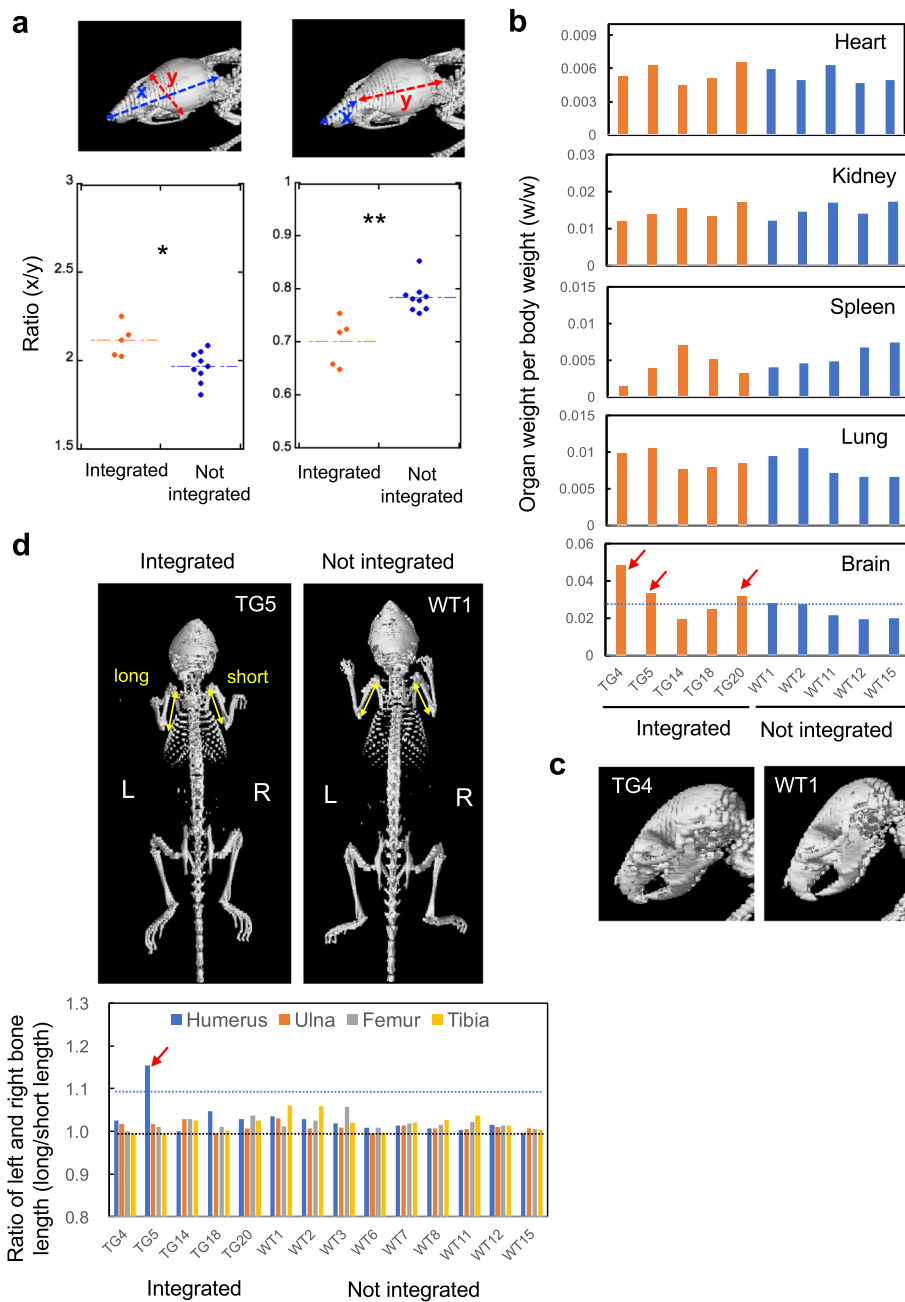 a
x
y
x
y
Ratio (x/y)
3
2.5
2
1.5
*
Integrated
Not
integrated
1
0.9
0.8
0.7
0.6
0.5
**
Integrated
Not
integrated
b
Organ weight per body weight (w/w)
Heart
0.009
0.006
0.003
0
Kidney
0.03
0.02
0.01
0
Spleen
0.015
0.01
0.005
0
Lung
0.015
0.01
0.005
0
Brain
0.06
0.04
0.02
0
TG4
TG5
TG14
TG18
TG20
WT1
WT2
WT11
WT12
WT15
Integrated
Not integrated
c
TG4
WT1
d
Integrated
Not integrated
TG5
long
short
L
R
WT1
L
R
Ratio of left and right bone
length (long/short length)
1.3
1.2
1.1
1.0
0.9
0.8
Humerus
Ulna
Femur
Tibia
TG4
TG5
TG14
TG18
TG20
WT1
WT2
WT3
WT6
WT7
WT8
WT11
WT12
WT15
Integrated
Not integrated